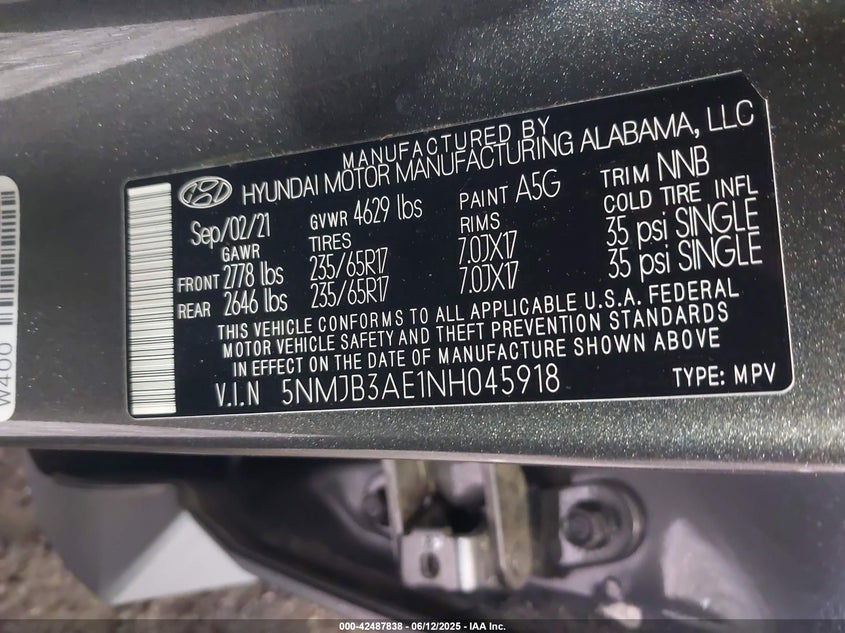 MANUFACTURED BY
HYUNDAI MOTOR MANUFACTURING ALABAMA, LLC
Sep/02/21 GVWR 4629 lbs PAINT A5G TRIM NNB
GAWR TIRES RIMS COLD TIRE INFL
FRONT 2778 lbs 235/65R17 7.0JX17 35 psi SINGLE
REAR 2646 lbs 235/65R17 7.0JX17 35 psi SINGLE
THIS VEHICLE CONFORMS TO ALL APPLICABLE U.S.A. FEDERAL
MOTOR VEHICLE SAFETY AND THEFT PREVENTION STANDARDS
IN EFFECT ON THE DATE OF MANUFACTURE SHOWN ABOVE
V.I.N 5NMJB3AE1NH045918 TYPE: MPV
W400
000-42487838 - 06/12/2025 - IAA Inc.